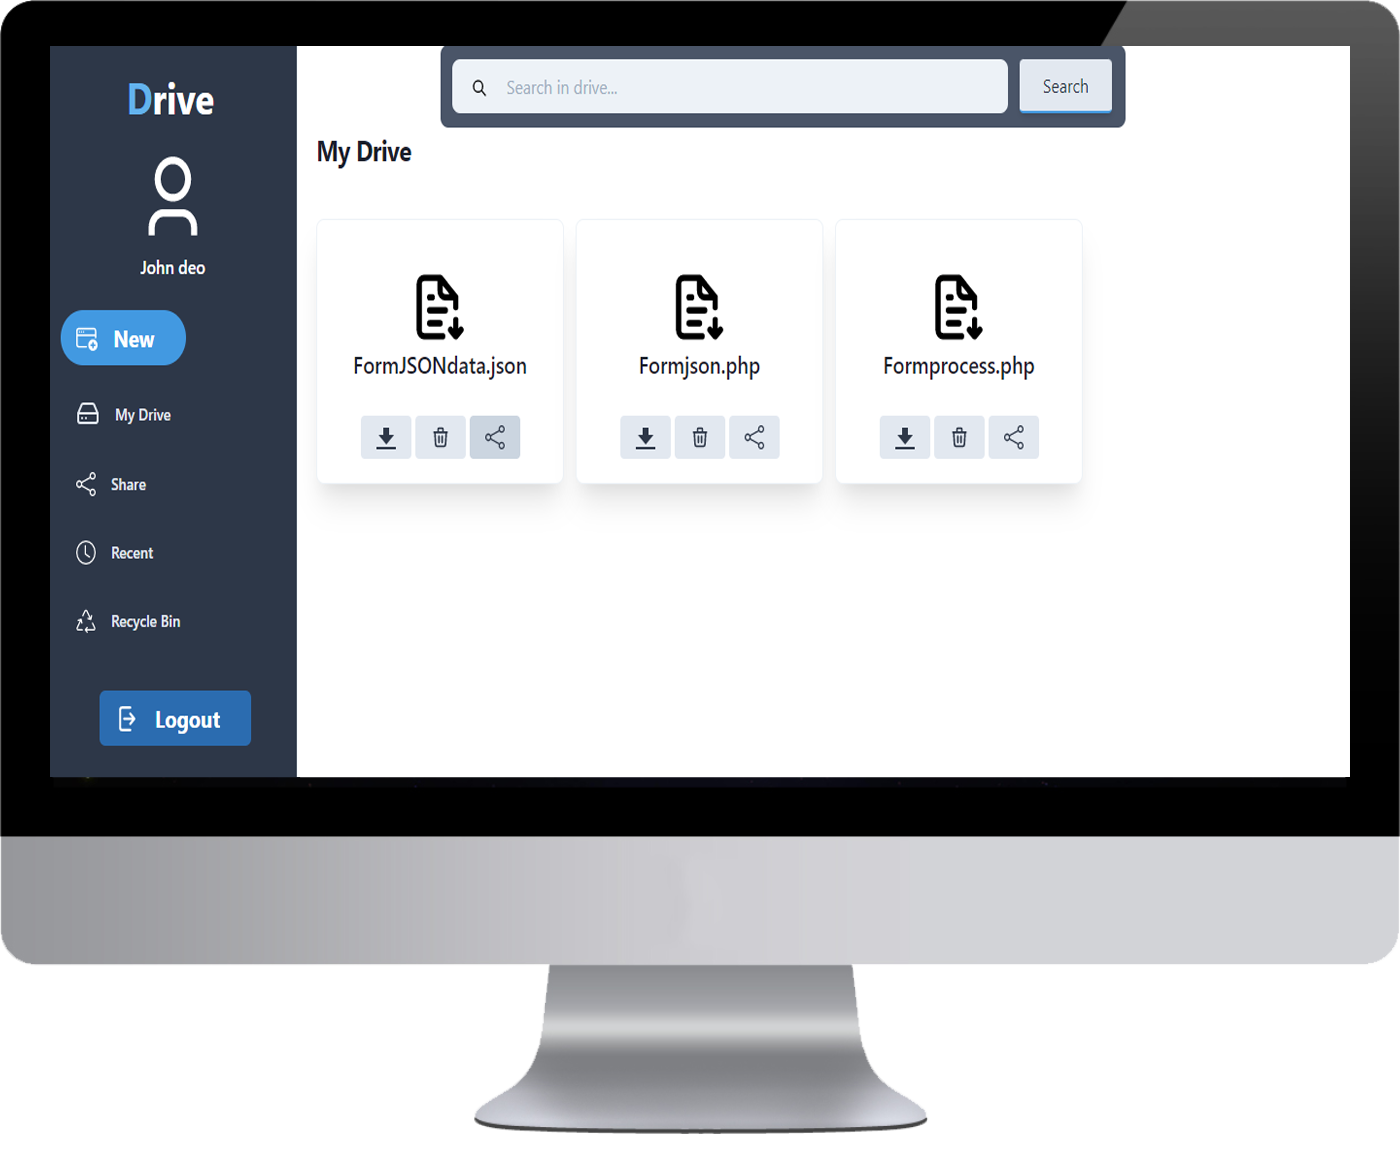 Drive
John deo
New
My Drive
Share
Recent
Recycle Bin
Logout
Search in drive...
Search
My Drive
FormJSONdata.json
Formjson.php
Formprocess.php